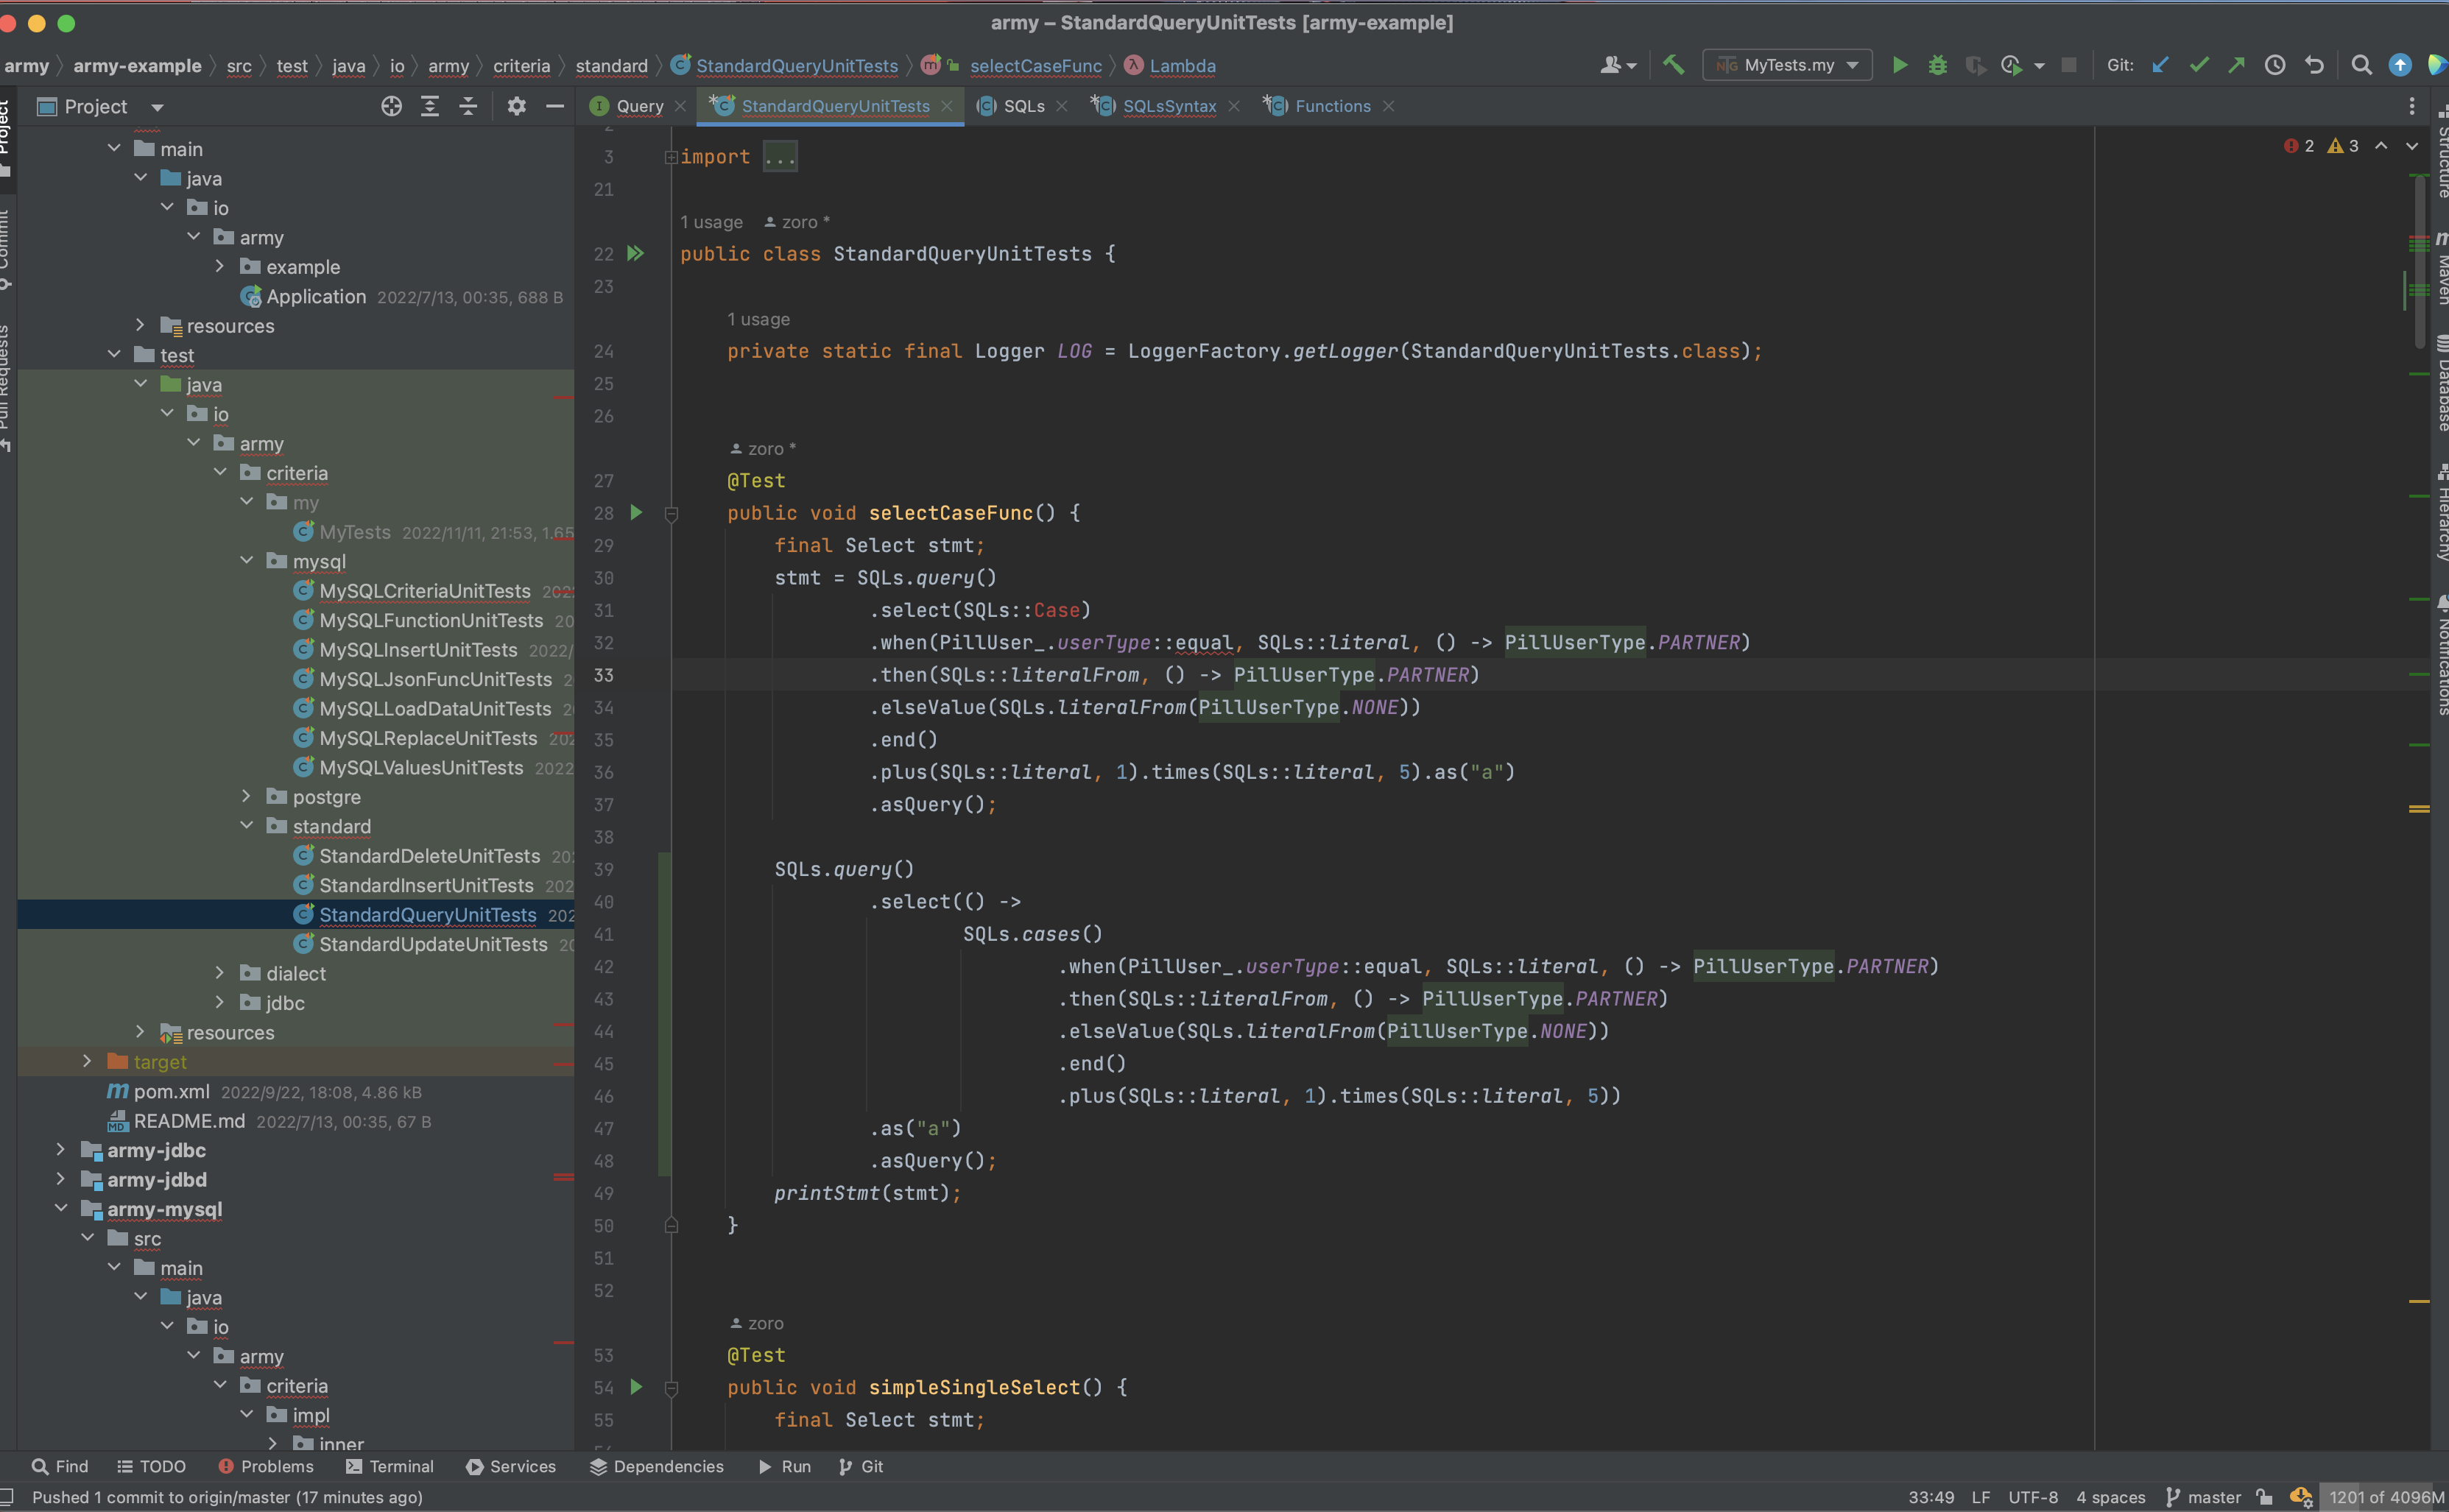 army – StandardQueryUnitTests [army-example]
army army-example src test java io army criteria standard StandardQueryUnitTests selectCaseFunc Lambda MyTests.my Git:
Project Query StandardQueryUnitTests SQLs SQLsSyntax Functions
Project
Commit
Pull Requests
main
java
io
army
example
Application 2022/7/13, 00:35, 688 B
resources
test
java
io
army
criteria
my
MyTests 2022/11/11, 21:53, 1.65
mysql
MySQLCriteriaUnitTests
MySQLFunctionUnitTests 20
MySQLInsertUnitTests 2022/
MySQLJsonFuncUnitTests 2
MySQLLoadDataUnitTests
MySQLReplaceUnitTests
MySQLValuesUnitTests 2022
postgre
standard
StandardDeleteUnitTests 20
StandardInsertUnitTests 202
StandardQueryUnitTests 202
StandardUpdateUnitTests
dialect
jdbc
resources
target
pom.xml 2022/9/22, 18:08, 4.86 kB
README.md 2022/7/13, 00:35, 67 B
army-jdbc
army-jdbd
army-mysql
src
main
java
io
army
criteria
impl
inner
2 3
3 import ...
21
1 usage zoro *
22 public class StandardQueryUnitTests {
23
1 usage
24 private static final Logger LOG = LoggerFactory.getLogger(StandardQueryUnitTests.class);
25
26
zoro *
27 @Test
28 public void selectCaseFunc() {
29 final Select stmt;
30 stmt = SQLs.query()
31 .select(SQLs::Case)
32 .when(PillUser_.userType::equal, SQLs::literal, () -> PillUserType.PARTNER)
33 .then(SQLs::literalFrom, () -> PillUserType.PARTNER)
34 .elseValue(SQLs.literalFrom(PillUserType.NONE))
35 .end()
36 .plus(SQLs::literal, 1).times(SQLs::literal, 5).as("a")
37 .asQuery();
38
39 SQLs.query()
40 .select(() ->
41 SQLs.cases()
42 .when(PillUser_.userType::equal, SQLs::literal, () -> PillUserType.PARTNER)
43 .then(SQLs::literalFrom, () -> PillUserType.PARTNER)
44 .elseValue(SQLs.literalFrom(PillUserType.NONE))
45 .end()
46 .plus(SQLs::literal, 1).times(SQLs::literal, 5))
47 .as("a")
48 .asQuery();
49 printStmt(stmt);
50 }
51
52
zoro
53 @Test
54 public void simpleSingleSelect() {
55 final Select stmt;
Structure
Maven
Database
Hierarchy
Notifications
Find TODO Problems Terminal Services Dependencies Run Git
Pushed 1 commit to origin/master (17 minutes ago) 33:49 LF UTF-8 4 spaces master 1201 of 4096M